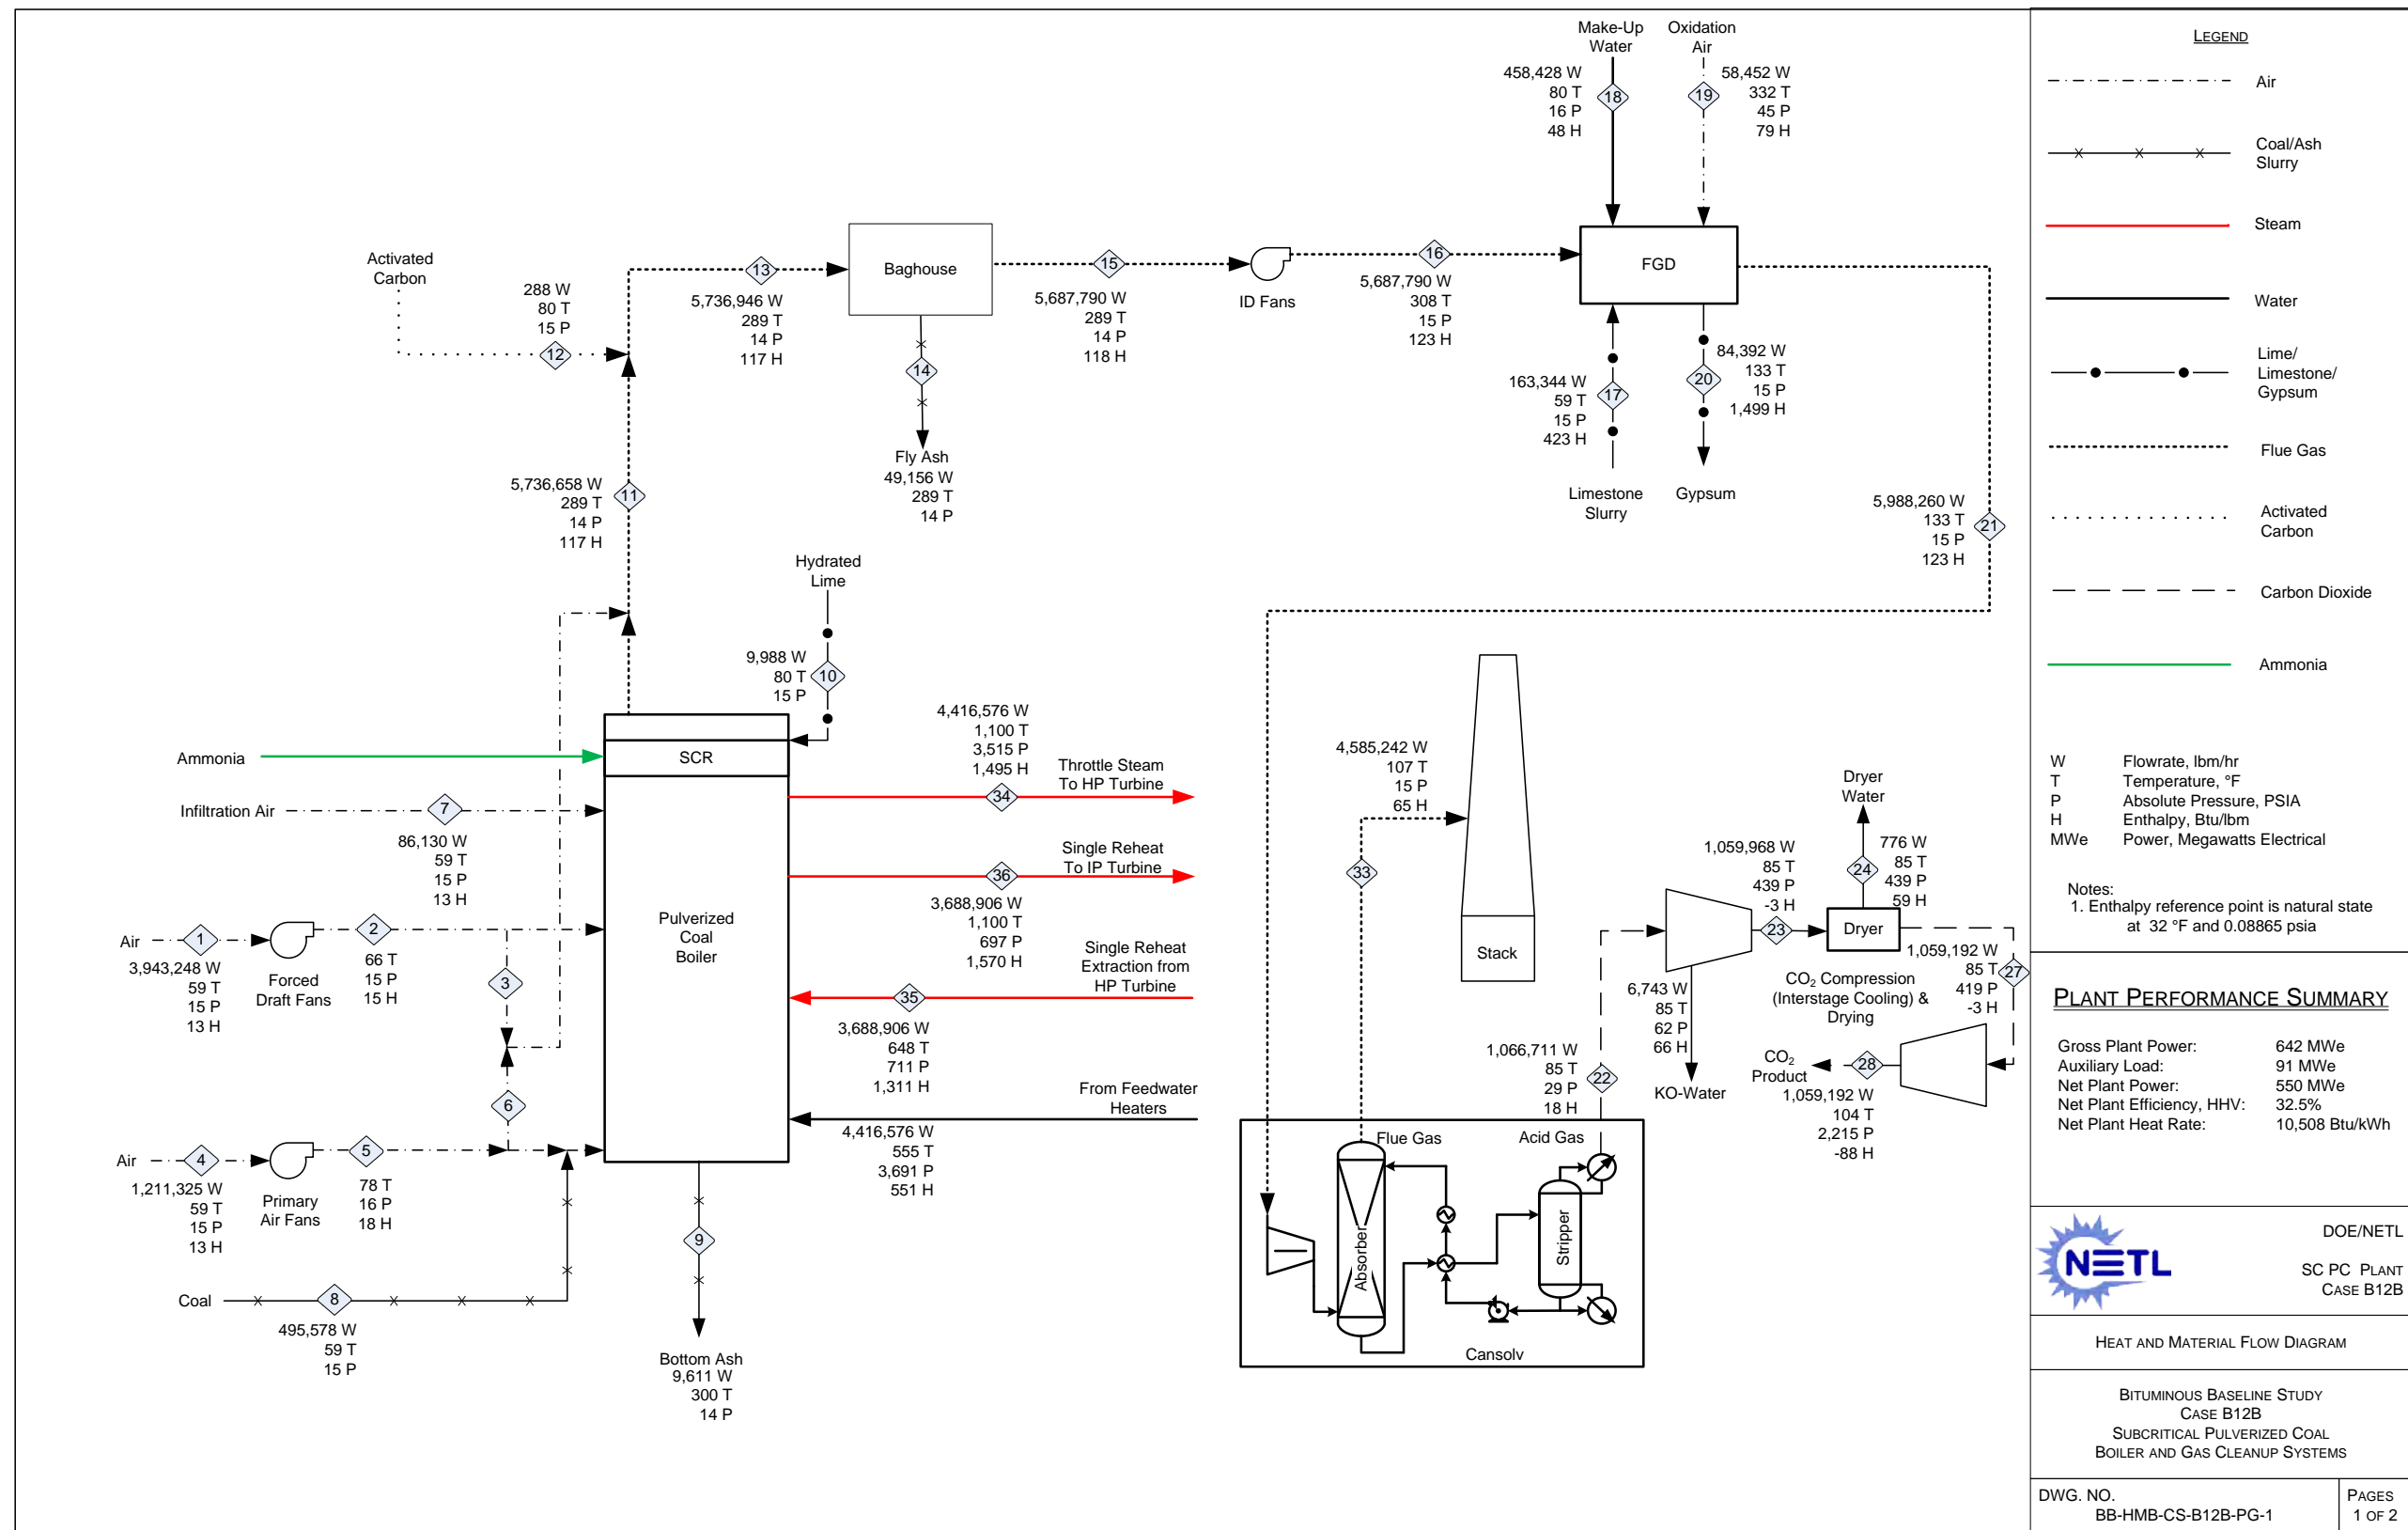 Make-Up
Water
Oxidation
Air
458,428 W
80 T
16 P
48 H
18
58,452 W
332 T
45 P
79 H
19
Activated
Carbon
288 W
80 T
15 P
12
13
5,736,946 W
289 T
14 P
117 H
Baghouse
15
5,687,790 W
289 T
14 P
118 H
ID Fans
16
5,687,790 W
308 T
15 P
123 H
FGD
14
Fly Ash
49,156 W
289 T
14 P
163,344 W
59 T
15 P
423 H
17
Limestone
Slurry
84,392 W
133 T
15 P
1,499 H
20
Gypsum
5,736,658 W
289 T
14 P
117 H
11
5,988,260 W
133 T
15 P
123 H
21
Hydrated
Lime
9,988 W
80 T
15 P
10
Ammonia
SCR
Infiltration Air
7
86,130 W
59 T
15 P
13 H
Air
1
3,943,248 W
59 T
15 P
13 H
Forced
Draft Fans
2
66 T
15 P
15 H
3
6
Air
4
1,211,325 W
59 T
15 P
13 H
Primary
Air Fans
5
78 T
16 P
18 H
Coal
8
495,578 W
59 T
15 P
Pulverized
Coal
Boiler
9
Bottom Ash
9,611 W
300 T
14 P
4,416,576 W
1,100 T
3,515 P
1,495 H
34
Throttle Steam
To HP Turbine
Single Reheat
To IP Turbine
36
3,688,906 W
1,100 T
697 P
1,570 H
Single Reheat
Extraction from
HP Turbine
35
3,688,906 W
648 T
711 P
1,311 H
From Feedwater
Heaters
4,416,576 W
555 T
3,691 P
551 H
4,585,242 W
107 T
15 P
65 H
33
Stack
1,066,711 W
85 T
29 P
18 H
22
Flue Gas
Acid Gas
Absorber
Stripper
Cansolv
1,059,968 W
85 T
439 P
-3 H
23
6,743 W
85 T
62 P
66 H
KO-Water
Dryer
Water
776 W
85 T
439 P
59 H
24
Dryer
CO2 Compression
(Interstage Cooling) &
Drying
1,059,192 W
85 T
419 P
-3 H
27
CO2
Product
28
1,059,192 W
104 T
2,215 P
-88 H
LEGEND
Air
Coal/Ash
Slurry
Steam
Water
Lime/
Limestone/
Gypsum
Flue Gas
Activated
Carbon
Carbon Dioxide
Ammonia
W Flowrate, lbm/hr
T Temperature, °F
P Absolute Pressure, PSIA
H Enthalpy, Btu/lbm
MWe Power, Megawatts Electrical
Notes:
1. Enthalpy reference point is natural state
at 32 °F and 0.08865 psia
PLANT PERFORMANCE SUMMARY
Gross Plant Power: 642 MWe
Auxiliary Load: 91 MWe
Net Plant Power: 550 MWe
Net Plant Efficiency, HHV: 32.5%
Net Plant Heat Rate: 10,508 Btu/kWh
NETL
DOE/NETL
SC PC PLANT
CASE B12B
HEAT AND MATERIAL FLOW DIAGRAM
BITUMINOUS BASELINE STUDY
CASE B12B
SUBCRITICAL PULVERIZED COAL
BOILER AND GAS CLEANUP SYSTEMS
DWG. NO.
BB-HMB-CS-B12B-PG-1
PAGES
1 OF 2